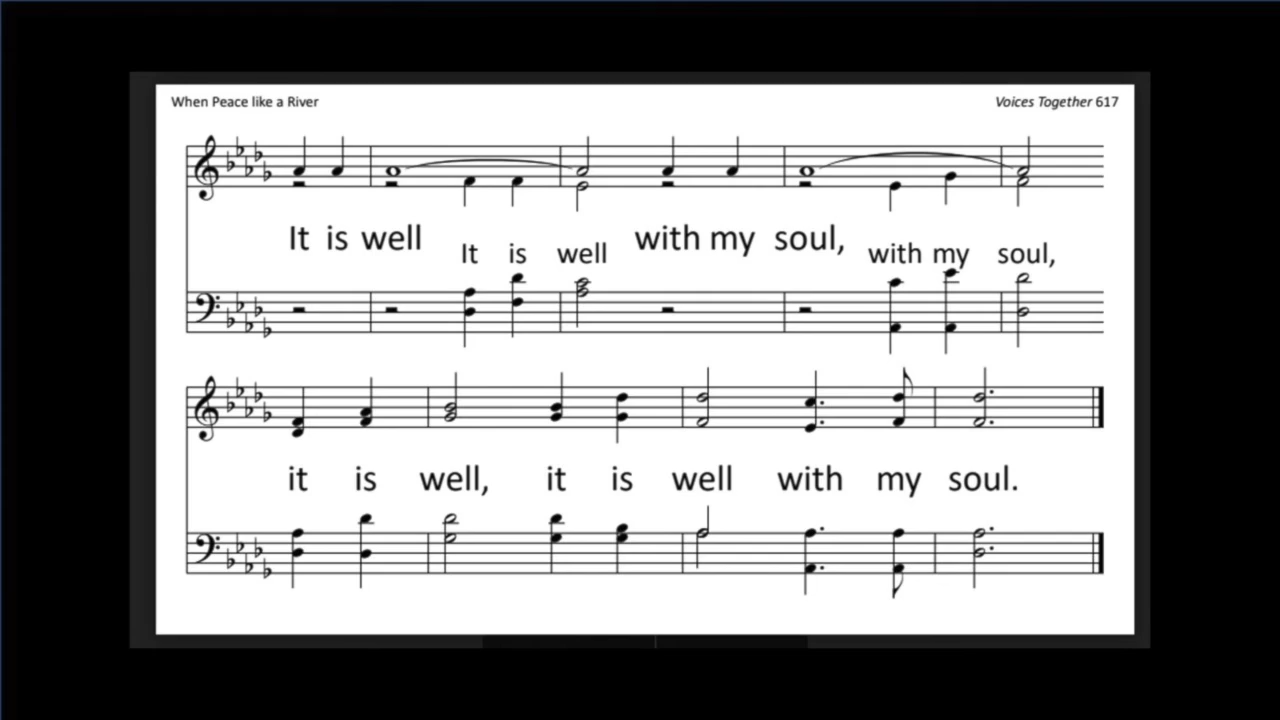 When Peace like a River
Voices Together 617
It is well with my soul,
It is well with my soul,
it is well, it is well with my soul.